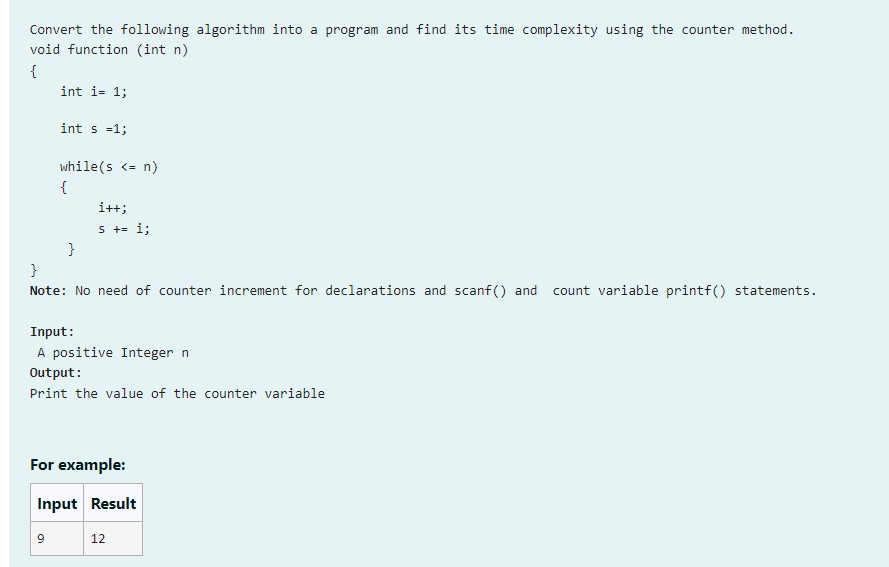 Convert the following algorithm into a program and find its time complexity using the counter method.
void function (int n)
{
int i= 1;
int s =1;
while(s <= n)
{
i++;
s += i;
}
}
Note: No need of counter increment for declarations and scanf() and count variable printf() statements.
Input:
A positive Integer n
Output:
Print the value of the counter variable
For example:
Input Result
9 12